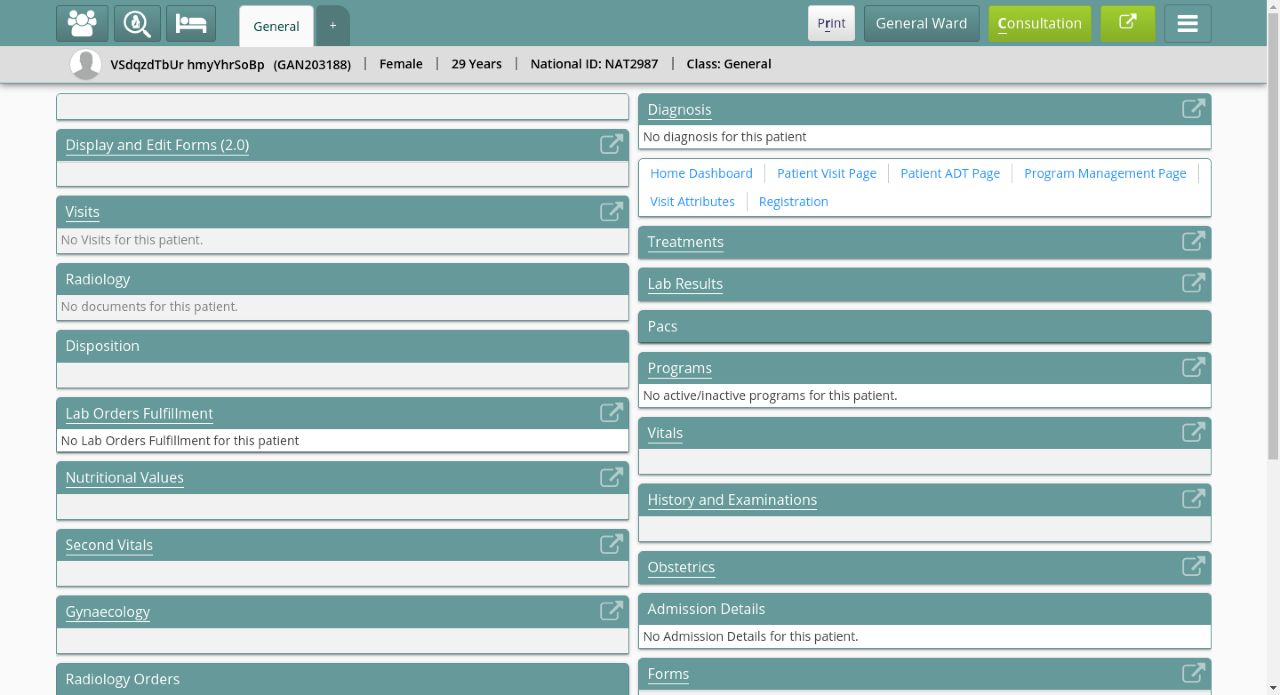 General
+
Print
General Ward
Consultation
VSdqzdTbUr hmyYhrSoBp (GAN203188) | Female | 29 Years | National ID: NAT2987 | Class: General
Display and Edit Forms (2.0)
Visits
No Visits for this patient.
Radiology
No documents for this patient.
Disposition
Lab Orders Fulfillment
No Lab Orders Fulfillment for this patient
Nutritional Values
Second Vitals
Gynaecology
Radiology Orders
Diagnosis
No diagnosis for this patient
Home Dashboard | Patient Visit Page | Patient ADT Page | Program Management Page |
Visit Attributes | Registration
Treatments
Lab Results
Pacs
Programs
No active/inactive programs for this patient.
Vitals
History and Examinations
Obstetrics
Admission Details
No Admission Details for this patient.
Forms